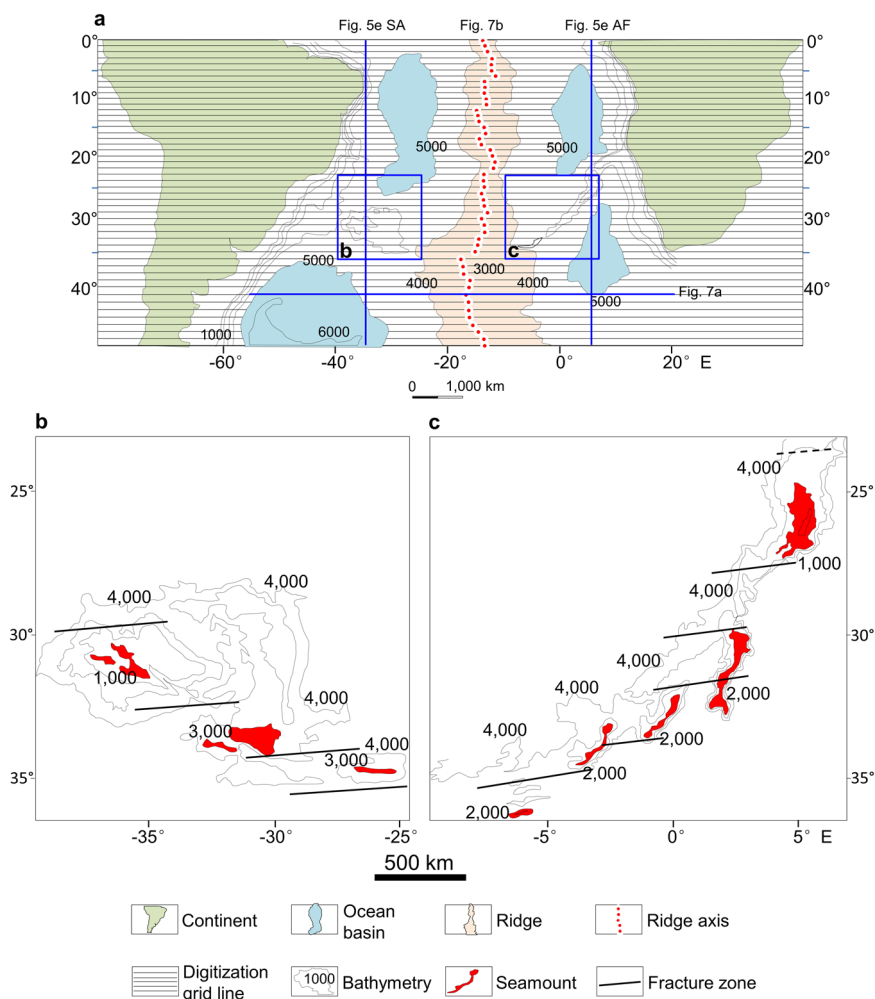 a
Fig. 5e SA Fig. 7b Fig. 5e AF
0° 0°
10° 10°
5000 5000
20° 20°
30° 30°
b c
5000 3000
4000 4000
40° 5000 40°
Fig. 7a
1000 6000
-60° -40° -20° 0° 20° E
0 1,000 km
b c
4,000
25° 25°
1,000
4,000 4,000
4,000
30° 30°
4,000
1,000 2,000
4,000 4,000
3,000 4,000 4,000
3,000 2,000
35° 2,000 35°
2,000
-35° -30° -25° -5° 0° 5° E
500 km
Continent Ocean basin Ridge Ridge axis
Digitization grid line 1000 Bathymetry Seamount Fracture zone